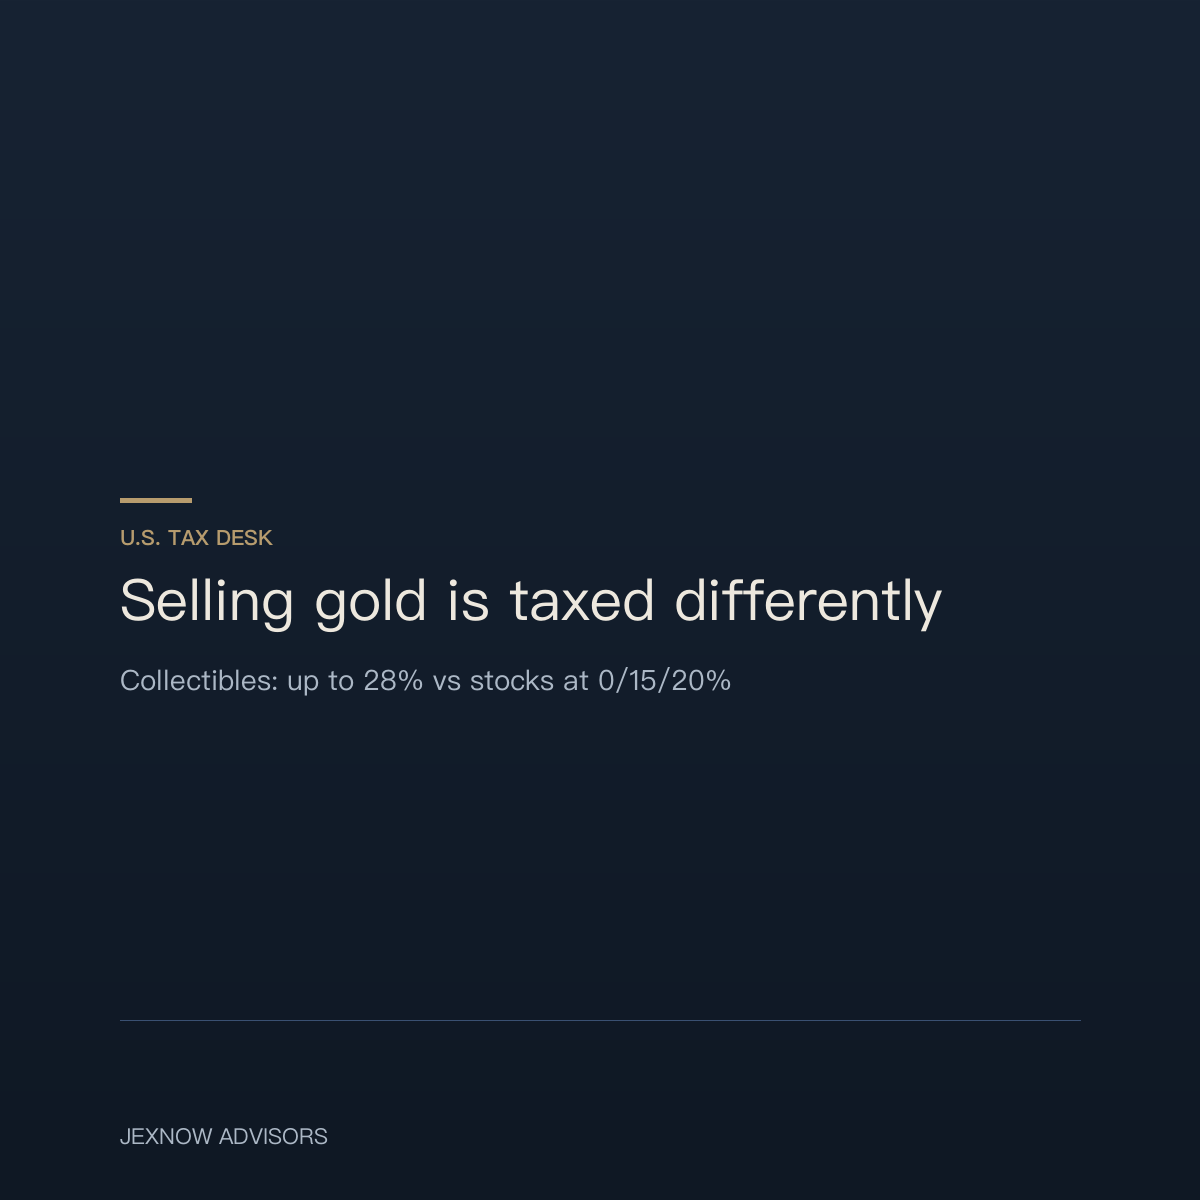 U.S. TAX DESK
Selling gold is taxed differently
Collectibles: up to 28% vs stocks at 0/15/20%
JEXNOW ADVISORS